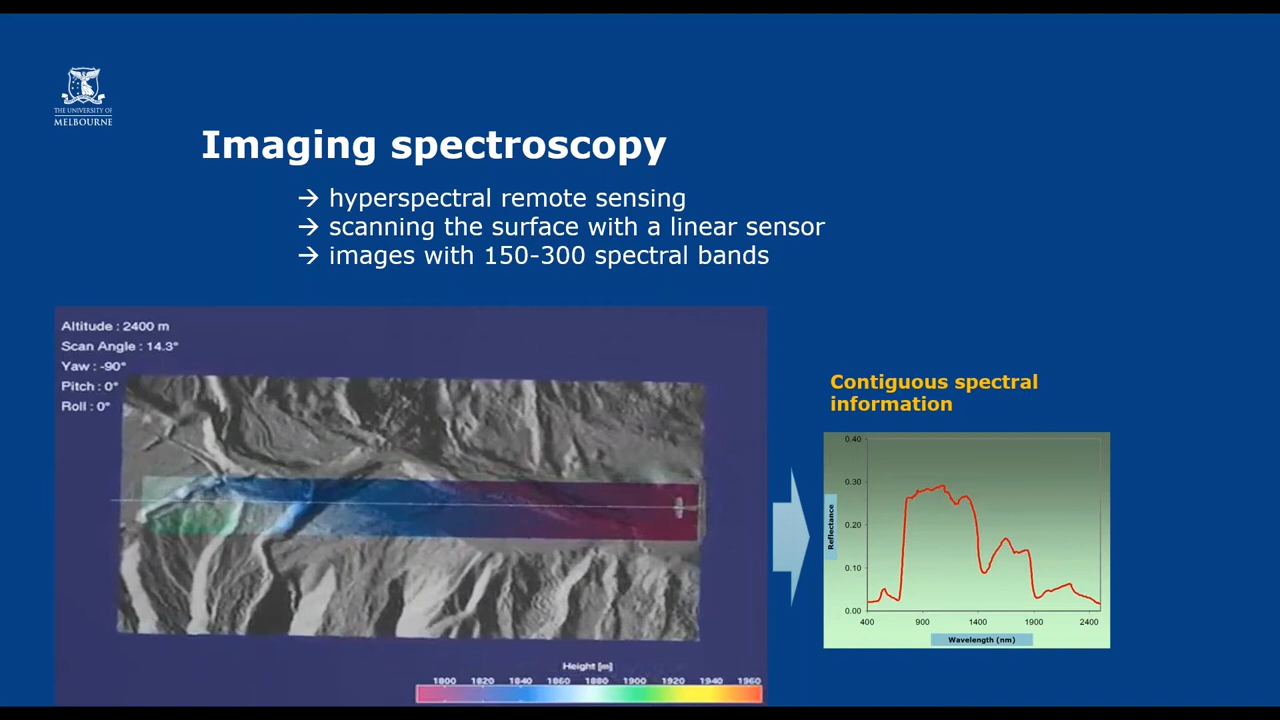 THE UNIVERSITY OF
MELBOURNE
Imaging spectroscopy
→ hyperspectral remote sensing
→ scanning the surface with a linear sensor
→ images with 150-300 spectral bands
Altitude : 2400 m
Scan Angle : 14.3°
Yaw : -90°
Pitch : 0°
Roll : 0°
Height [m]
1800 1820 1840 1860 1880 1900 1920 1940 1960
Contiguous spectral
information
0.40
0.30
0.20
0.10
0.00
Reflectance
400 900 1400 1900 2400
Wavelength (nm)